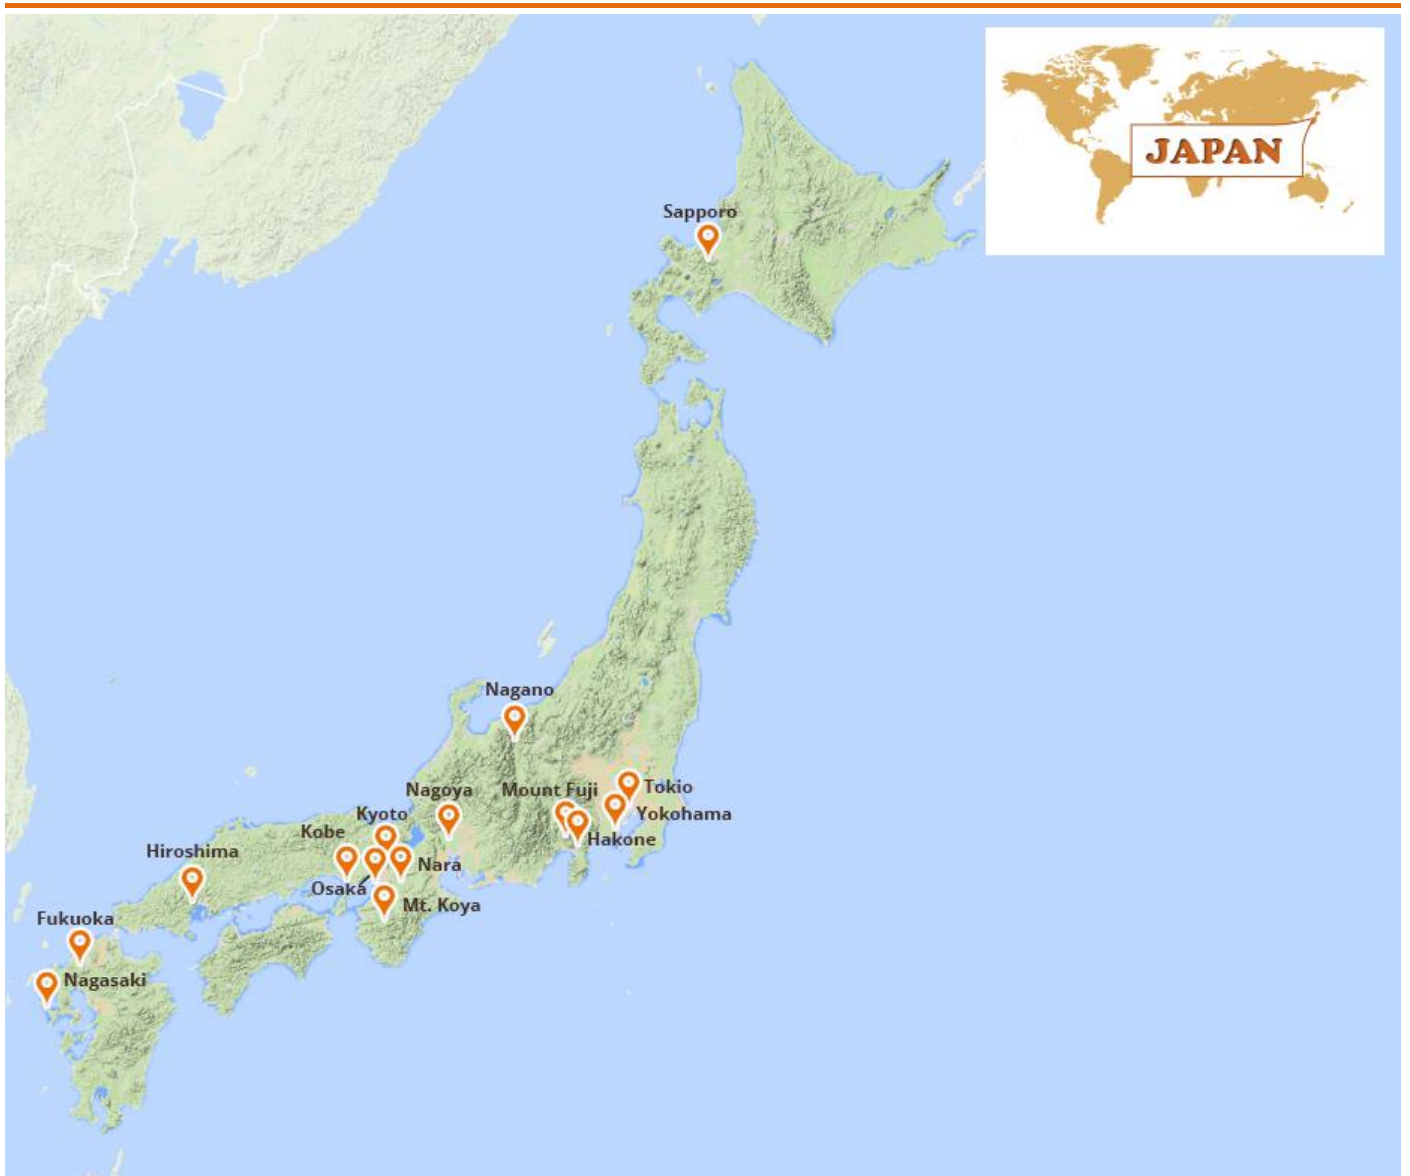 JAPAN
Sapporo
Nagano
Nagoya
Mount Fuji
Tokio
Yokohama
Kyoto
Kobe
Hakone
Hiroshima
Nara
Osaka
Mt. Koya
Fukuoka
Nagasaki